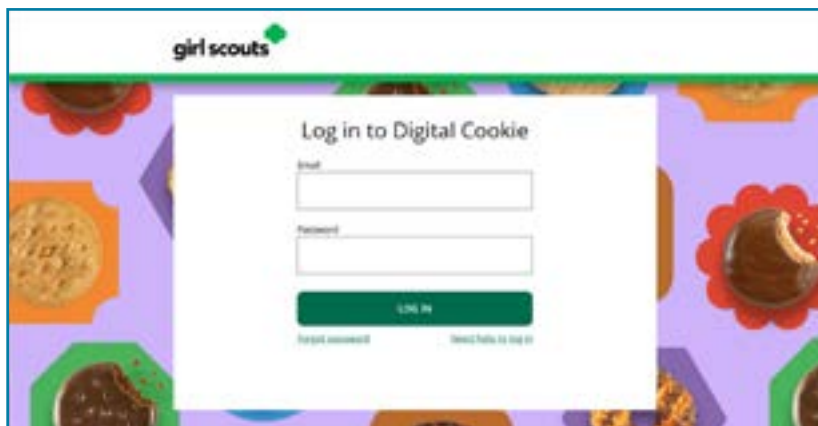 girl scouts
Log in to Digital Cookie
Email
Password
LOG IN
Forgot password
Need help to log in